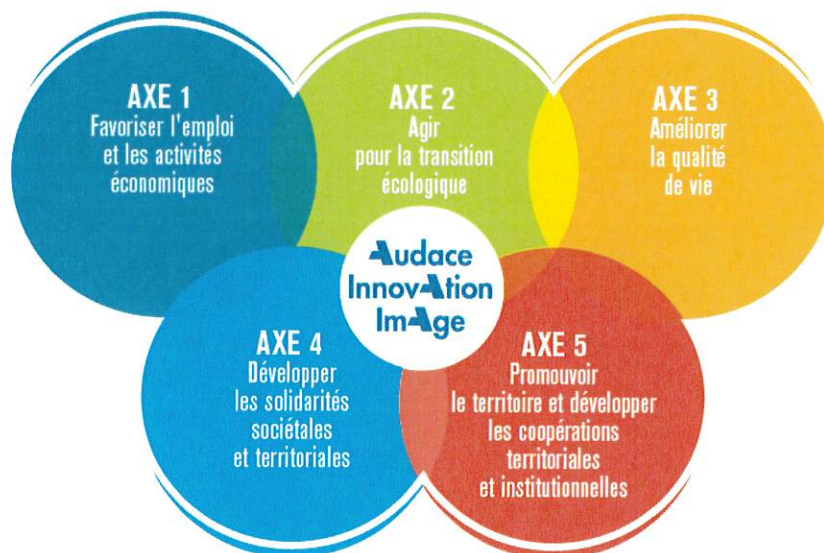 AXE 1
Favoriser l'emploi
et les activités
économiques
AXE 2
Agir
pour la transition
écologique
AXE 3
Améliorer
la qualité
de vie
Audace
InnovAtion
ImAge
AXE 4
Développer
les solidarités
sociétales
et territoriales
AXE 5
Promouvoir
le territoire et développer
les coopérations
territoriales
et institutionnelles